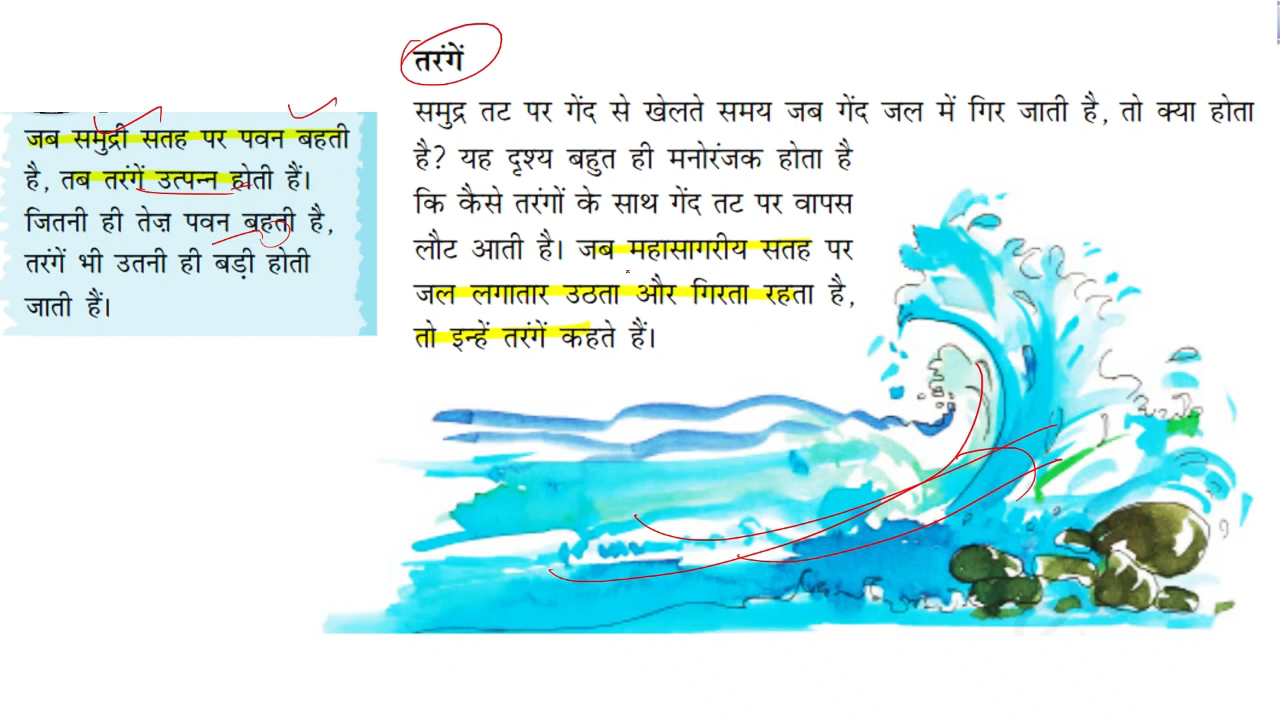 तरंगें
समुद्र तट पर गेंद से खेलते समय जब गेंद जल में गिर जाती है, तो क्या होता
है? यह दृश्य बहुत ही मनोरंजक होता है
कि कैसे तरंगों के साथ गेंद तट पर वापस
लौट आती है। जब महासागरीय सतह पर
जल लगातार उठता और गिरता रहता है,
तो इन्हें तरंगें कहते हैं।
जब समुद्री सतह पर पवन बहती
है, तब तरंगें उत्पन्न होती हैं।
जितनी ही तेज़ पवन बहती है,
तरंगें भी उतनी ही बड़ी होती
जाती हैं।